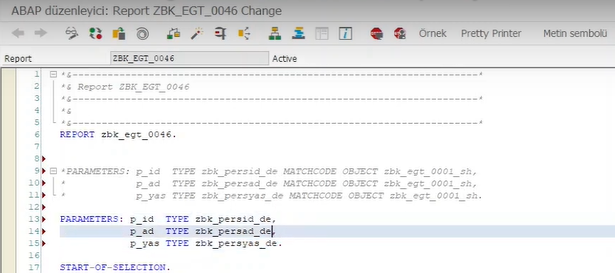 ABAP düzenleyici: Report ZBK_EGT_0046 Change
Örnek Pretty Printer Metin sembolü
Report ZBK_EGT_0046 Active
1 *&---------------------------------------------------------------------*
2 *& Report ZBK_EGT_0046
3 *&---------------------------------------------------------------------*
4 *&
5 *&---------------------------------------------------------------------*
6 REPORT zbk_egt_0046.
7
8
9 *PARAMETERS: p_id TYPE zbk_persid_de MATCHCODE OBJECT zbk_egt_0001_sh,
10 * p_ad TYPE zbk_persad_de MATCHCODE OBJECT zbk_egt_0001_sh,
11 * p_yas TYPE zbk_persyas_de MATCHCODE OBJECT zbk_egt_0001_sh.
12
13 PARAMETERS: p_id TYPE zbk_persid_de,
14 p_ad TYPE zbk_persad_de,
15 p_yas TYPE zbk_persyas_de.
16
17 START-OF-SELECTION.